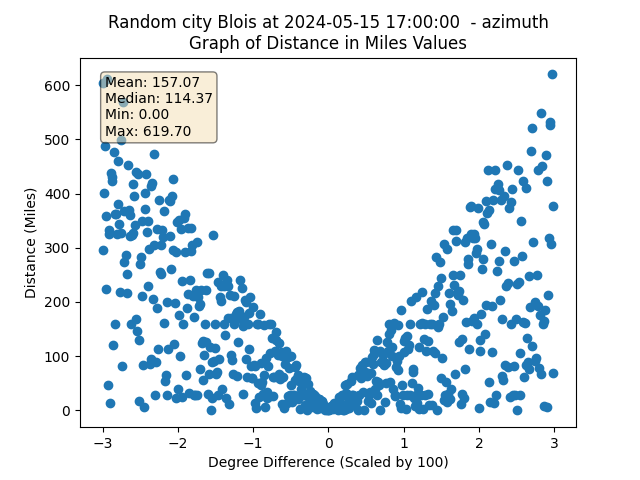 Random city Blois at 2024-05-15 17:00:00  - azimuth
Graph of Distance in Miles Values
Mean: 157.07
Median: 114.37
Min: 0.00
Max: 619.70
Distance (Miles)
600
500
400
300
200
100
0
−3
−2
−1
0
1
2
3
Degree Difference (Scaled by 100)